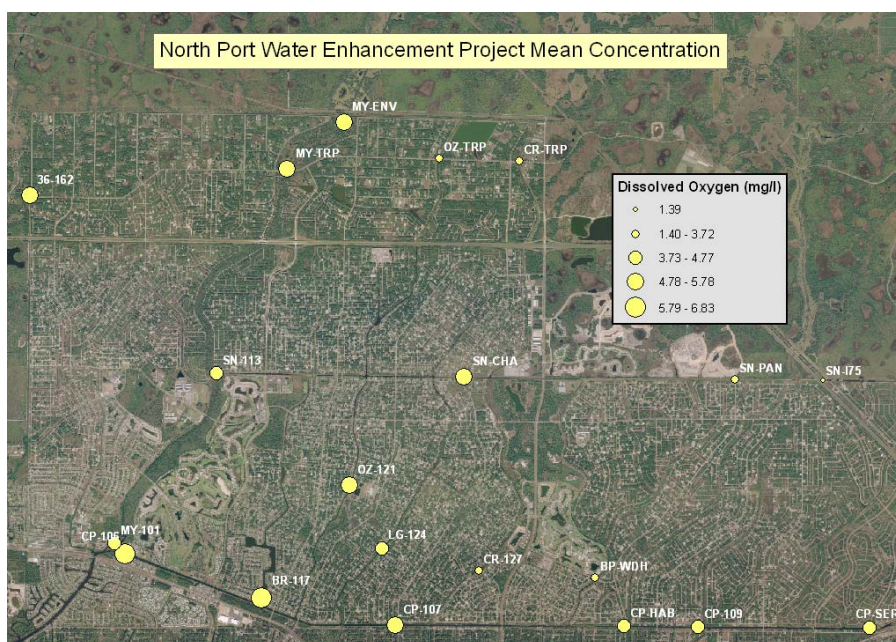 North Port Water Enhancement Project Mean Concentration
MY-ENV
MY-TRP
OZ-TRP
CR-TRP
36-162
Dissolved Oxygen (mg/l)
1.39
1.40 - 3.72
3.73 - 4.77
4.78 - 5.78
5.79 - 6.83
SN-113
SN-CHA
SN-PAN
SN-I75
OZ-121
CP-106
MY-101
LG-124
CR-127
BP-WDH
BR-117
CP-107
CP-HAB
CP-109
CP-SER